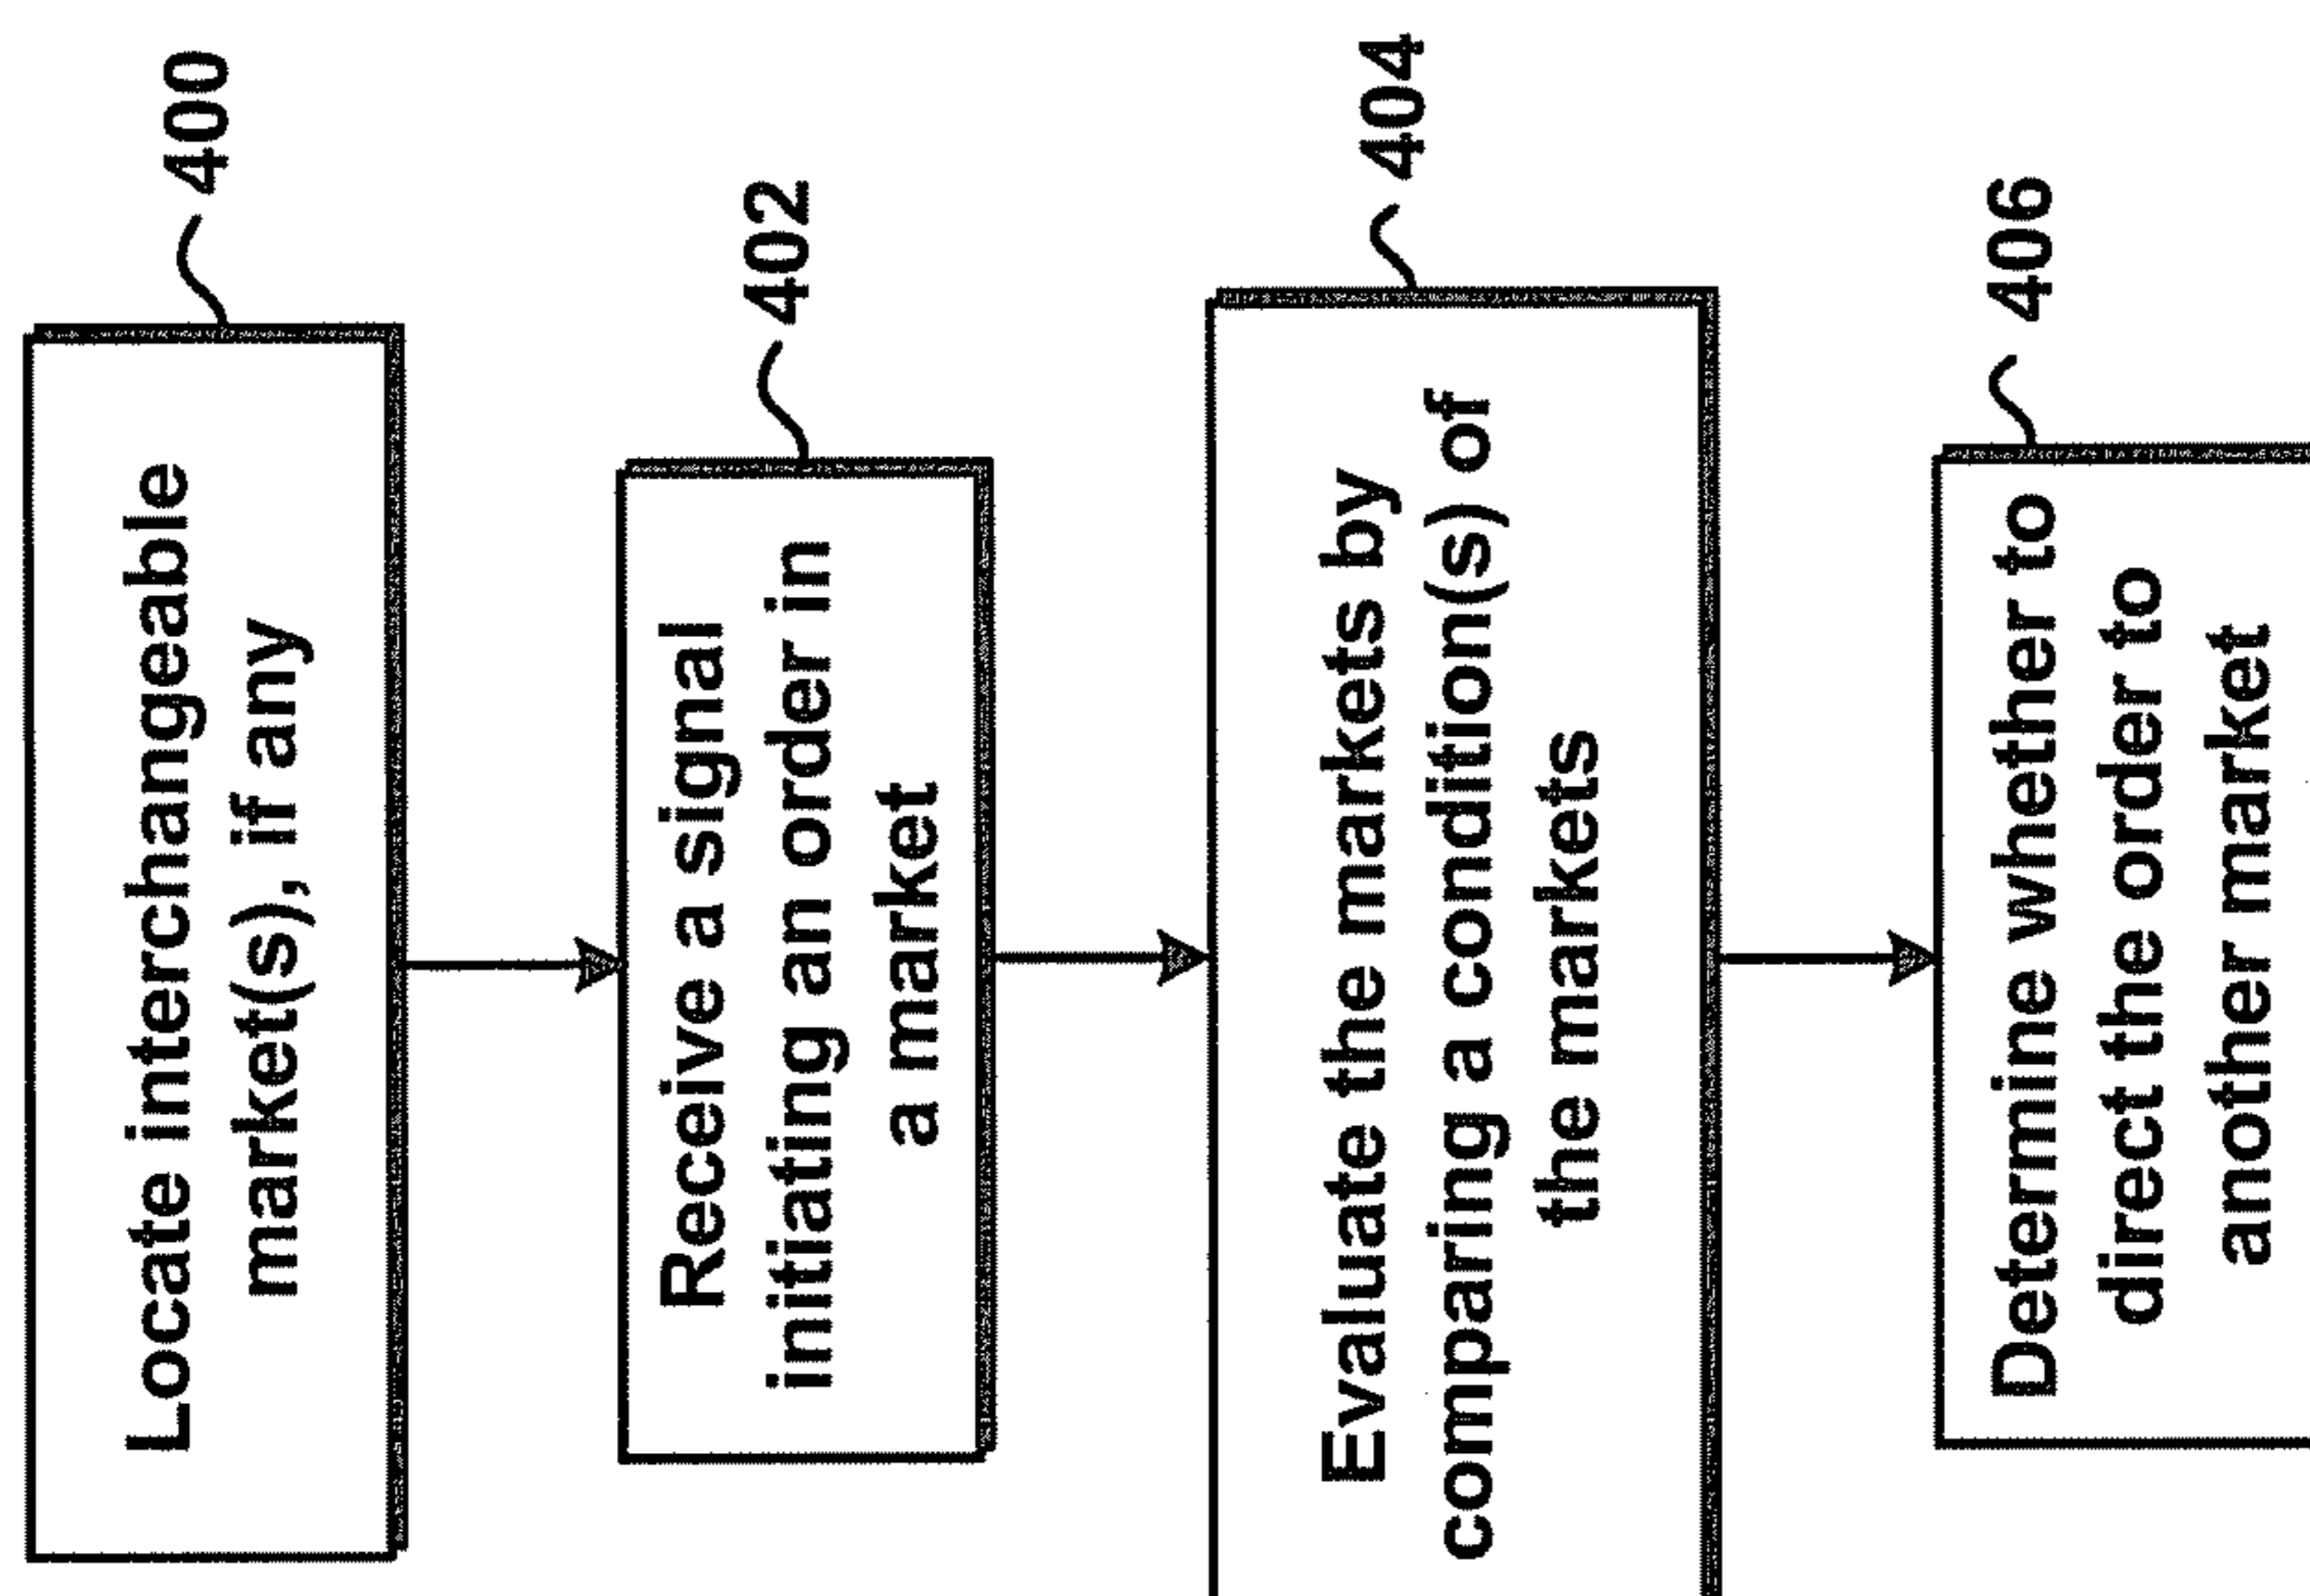 Locate interchangeable
market(s), if any
400
Receive a signal
initiating an order in
a market
402
Evaluate the markets by
comparing a condition(s) of
the markets
404
Determine whether to
direct the order to
another market
406